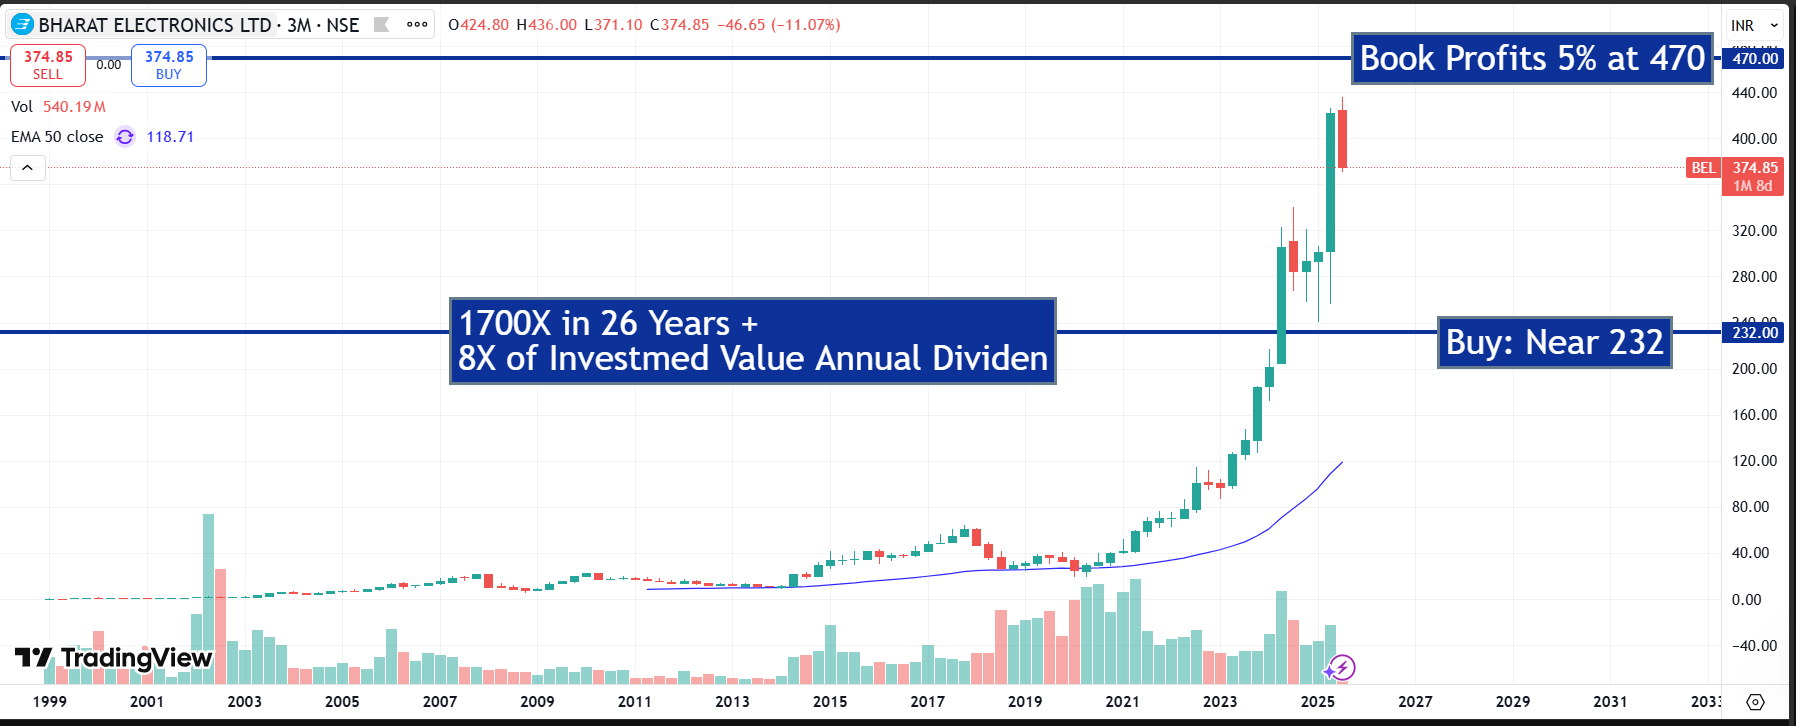 BHARAT ELECTRONICS LTD · 3M · NSE
O424.80 H436.00 L371.10 C374.85 −46.65 (−11.07%)
INR
374.85
SELL
0.00
374.85
BUY
Book Profits 5% at 470
470.00
Vol 540.19 M
EMA 50 close 118.71
440.00
400.00
BEL 374.85
1M 8d
320.00
280.00
1700X in 26 Years +
8X of Investmed Value Annual Dividen
Buy: Near 232
232.00
200.00
160.00
120.00
80.00
40.00
0.00
−40.00
TradingView
1999 2001 2003 2005 2007 2009 2011 2013 2015 2017 2019 2021 2023 2025 2027 2029 2031